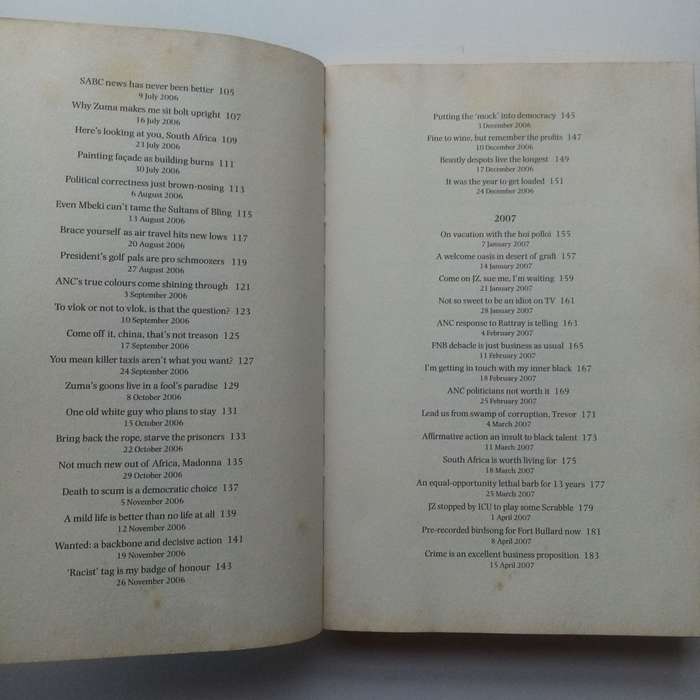 SABC news has never been better 105
9 July 2006
Why Zuma makes me sit bolt upright 107
16 July 2006
Here's looking at you, South Africa 109
23 July 2006
Painting façade as building burns 111
30 July 2006
Political correctness just brown-nosing 113
6 August 2006
Even Mbeki can't tame the Sultans of Bling 115
13 August 2006
Brace yourself as air travel hits new lows 117
20 August 2006
President's golf pals are pro schmoozers 119
27 August 2006
ANC's true colours come shining through 121
3 September 2006
To vlok or not to vlok, is that the question? 123
10 September 2006
Come off it, china, that's not treason 125
17 September 2006
You mean killer taxis aren't what you want? 127
24 September 2006
Zuma's goons live in a fool's paradise 129
8 October 2006
One old white guy who plans to stay 131
15 October 2006
Bring back the rope, starve the prisoners 133
22 October 2006
Not much new out of Africa, Madonna 135
29 October 2006
Death to scum is a democratic choice 137
5 November 2006
A mild life is better than no life at all 139
12 November 2006
Wanted: a backbone and decisive action 141
19 November 2006
'Racist' tag is my badge of honour 143
26 November 2006
Putting the 'mock' into democracy 145
3 December 2006
Fine to wine, but remember the profits 147
10 December 2006
Beastly despots live the longest 149
17 December 2006
It was the year to get loaded 151
24 December 2006
2007
On vacation with the hoi polloi 155
7 January 2007
A welcome oasis in desert of graft 157
14 January 2007
Come on JZ, sue me, I'm waiting 159
21 January 2007
Not so sweet to be an idiot on TV 161
28 January 2007
ANC response to Rattray is telling 163
4 February 2007
FNB debacle is just business as usual 165
11 February 2007
I'm getting in touch with my inner black 167
18 February 2007
ANC politicians not worth it 169
25 February 2007
Lead us from swamp of corruption, Trevor 171
4 March 2007
Affirmative action an insult to black talent 173
11 March 2007
South Africa is worth living for 175
18 March 2007
An equal-opportunity lethal barb for 13 years 177
25 March 2007
JZ stopped by ICU to play some Scrabble 179
1 April 2007
Pre-recorded birdsong for Fort Bullard now 181
8 April 2007
Crime is an excellent business proposition 183
15 April 2007